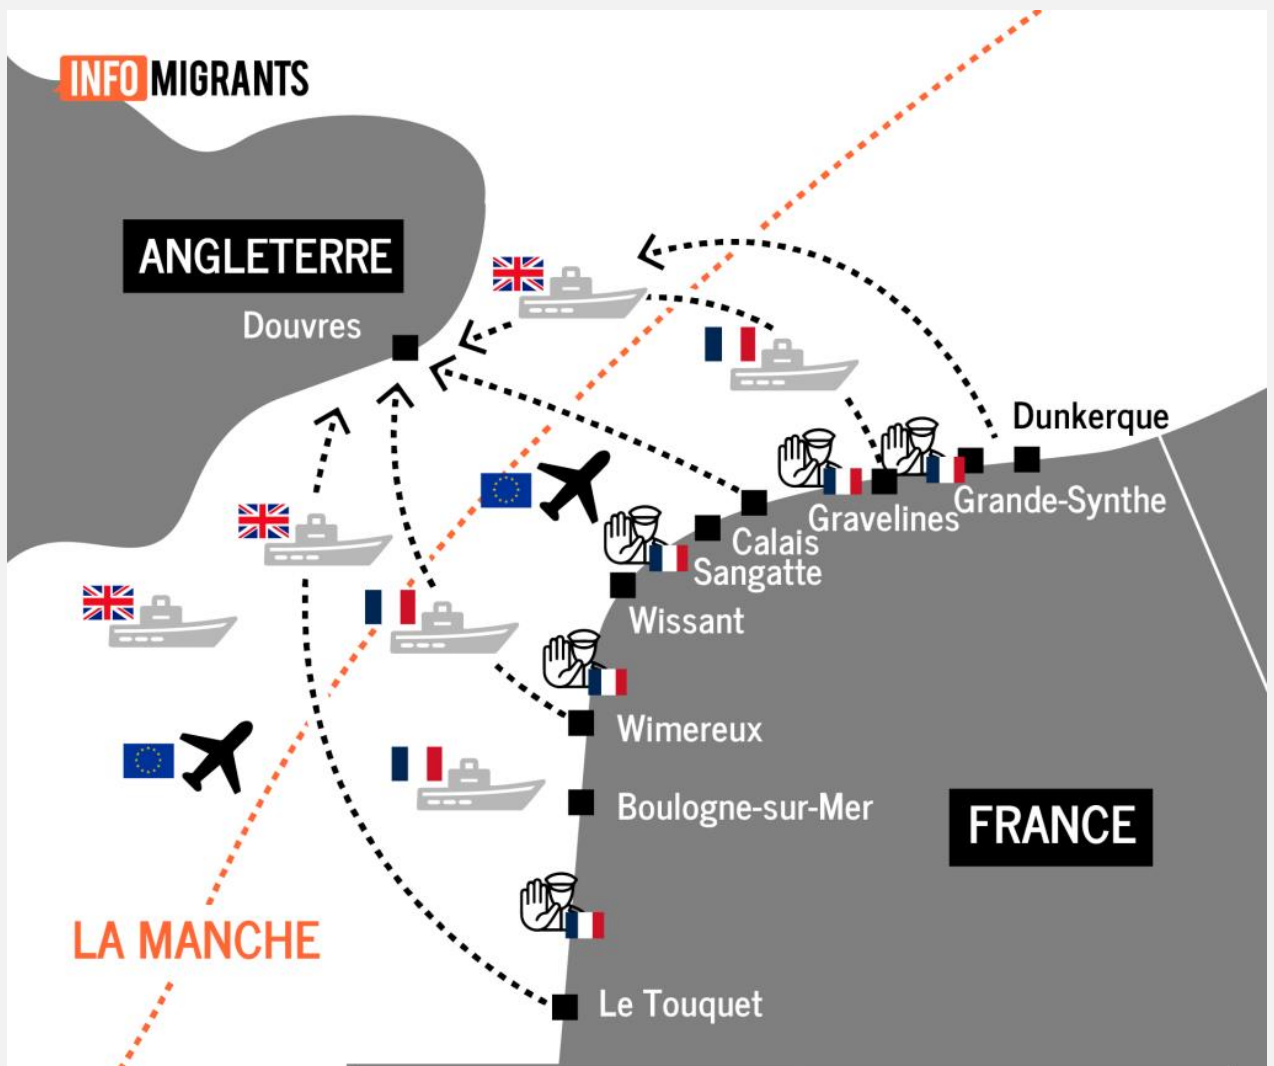 INFO MIGRANTS
ANGLETERRE
Douvres
Dunkerque
Grande-Synthe
Gravelines
Calais
Sangatte
Wissant
Wimereux
Boulogne-sur-Mer
FRANCE
LA MANCHE
Le Touquet